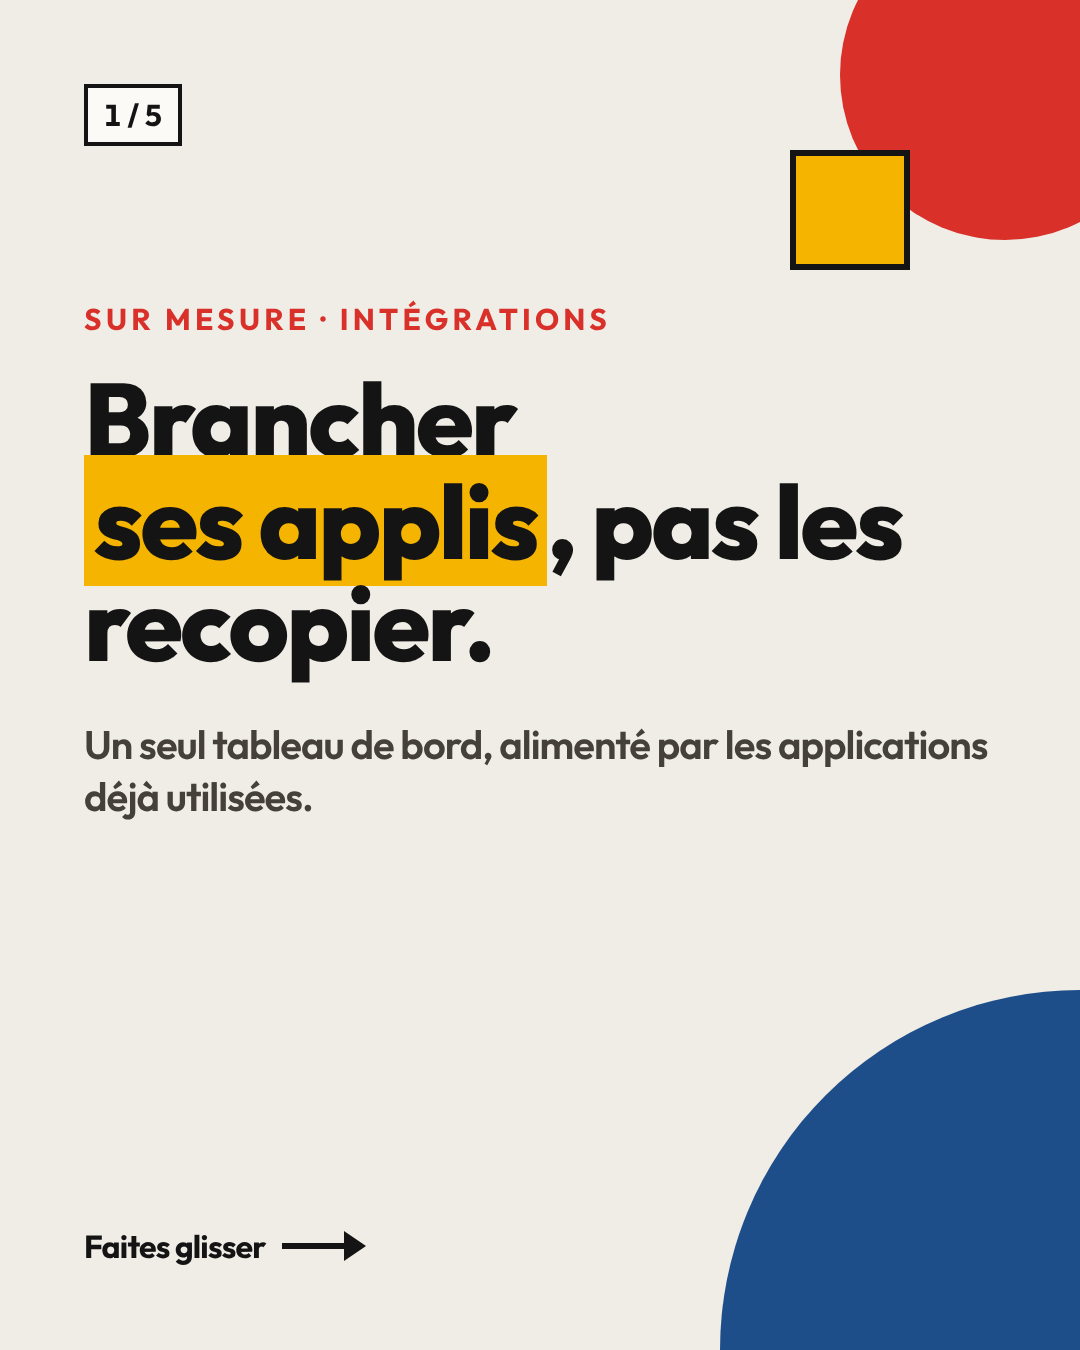 1 / 5
SUR MESURE · INTÉGRATIONS
Brancher
ses applis, pas les
recopier.
Un seul tableau de bord, alimenté par les applications
déjà utilisées.
Faites glisser